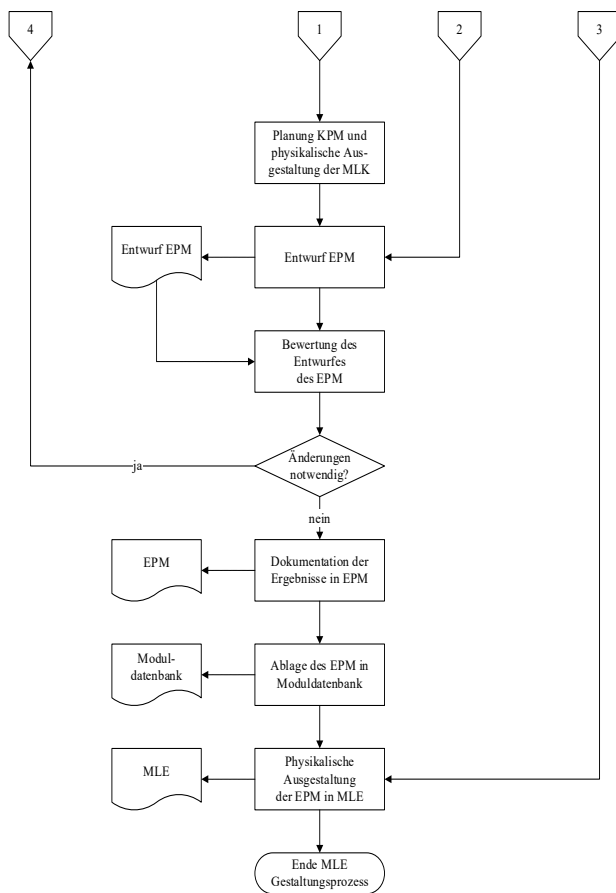 4
1
2
3
Planung KPM und
physikalische Aus-
gestaltung der MLK
Entwurf EPM
Entwurf EPM
Bewertung des
Entwurfes
des EPM
Änderungen
notwendig?
ja
nein
EPM
Dokumentation der
Ergebnisse in EPM
Modul-
datenbank
Ablage des EPM in
Moduldatenbank
MLE
Physikalische
Ausgestaltung
der EPM in MLE
Ende MLE
Gestaltungsprozess